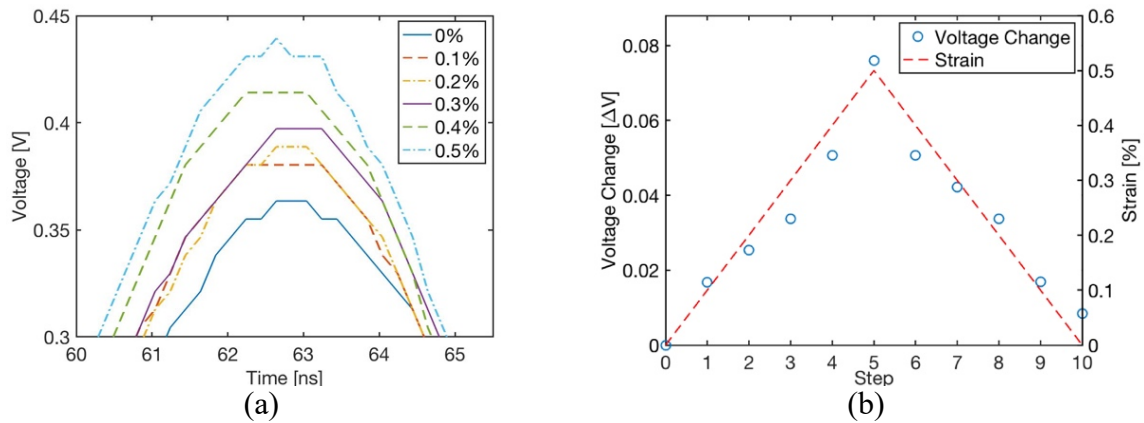 0.45
0.4
0.35
0.3
Voltage [V]
60 61 62 63 64 65
Time [ns]
0%
0.1%
0.2%
0.3%
0.4%
0.5%
(a)
0.08
0.06
0.04
0.02
0
Voltage Change [ΔV]
Voltage Change
Strain
0.6
0.5
0.4
0.3
0.2
0.1
0
Strain [%]
0 1 2 3 4 5 6 7 8 9 10
Step
(b)